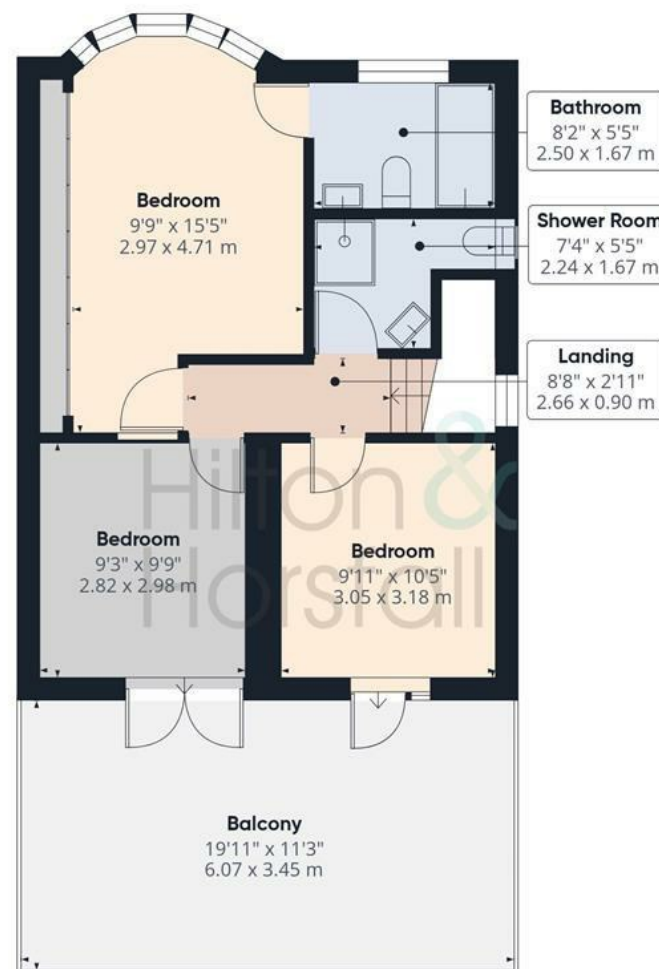 Bathroom
8'2" x 5'5"
2.50 x 1.67 m
Bedroom
9'9" x 15'5"
2.97 x 4.71 m
Shower Room
7'4" x 5'5"
2.24 x 1.67 m
Landing
8'8" x 2'11"
2.66 x 0.90 m
Hilton &
Horsfall
Bedroom
9'3" x 9'9"
2.82 x 2.98 m
Bedroom
9'11" x 10'5"
3.05 x 3.18 m
Balcony
19'11" x 11'3"
6.07 x 3.45 m